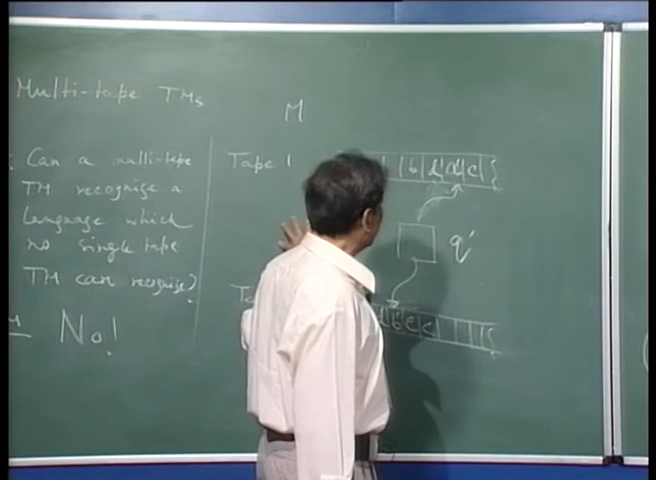 Multi-tape TMs
M
: Can a multi-tape
TM recognise a
language which
no single tape
TM can recognise?
No!
Tape 1
b d' d' c
q'
b' c c